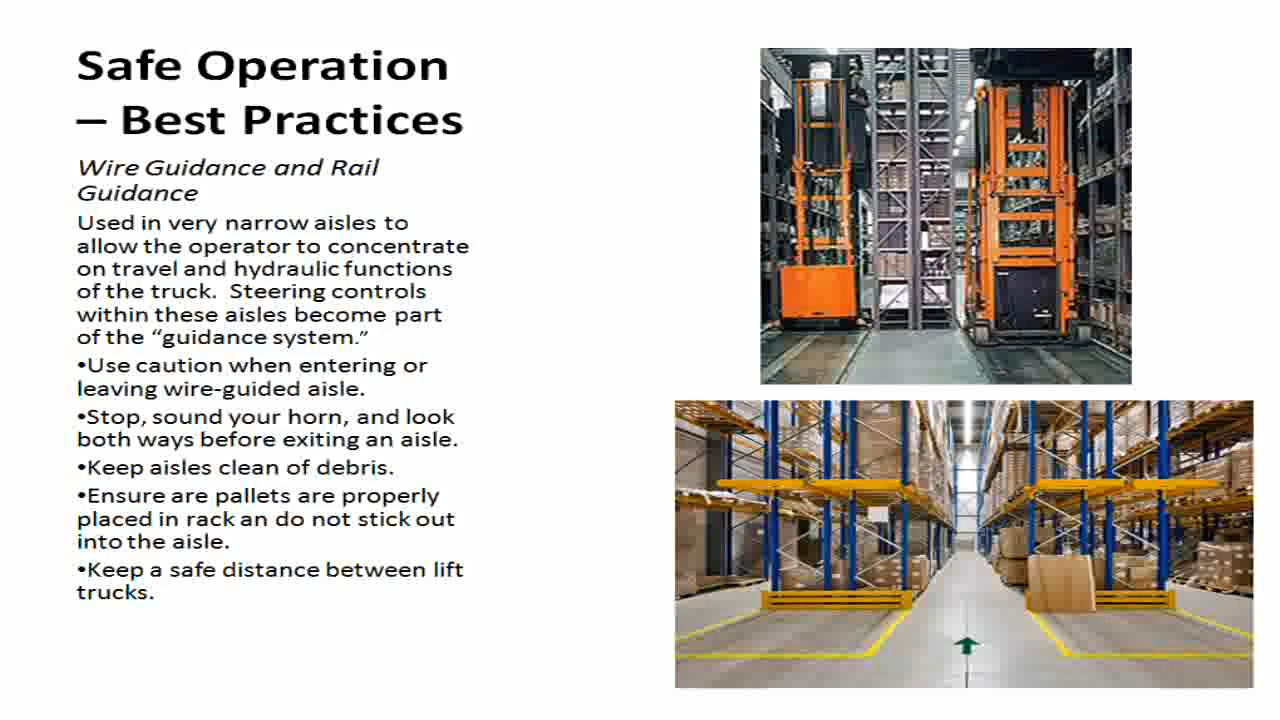 Safe Operation
– Best Practices
Wire Guidance and Rail
Guidance
Used in very narrow aisles to
allow the operator to concentrate
on travel and hydraulic functions
of the truck.  Steering controls
within these aisles become part
of the “guidance system.”
•Use caution when entering or
leaving wire-guided aisle.
•Stop, sound your horn, and look
both ways before exiting an aisle.
•Keep aisles clean of debris.
•Ensure are pallets are properly
placed in rack an do not stick out
into the aisle.
•Keep a safe distance between lift
trucks.